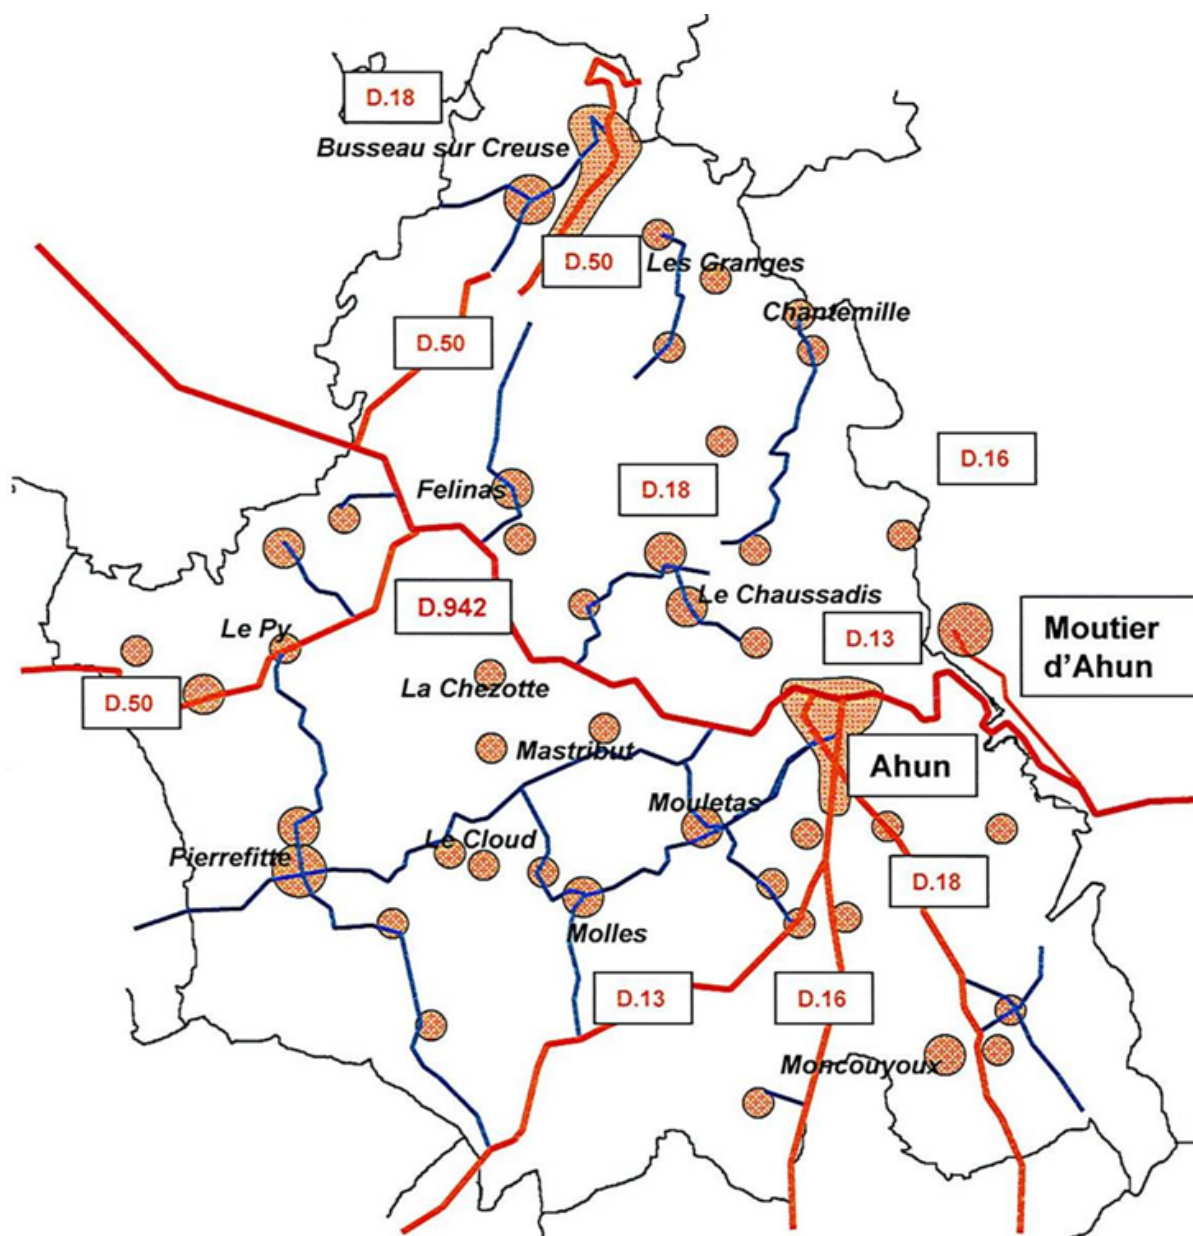 D.18
Busseau sur Creuse
D.50
Les Granges
Chantemille
D.50
D.16
Felinas
D.18
D.942
Le Chaussadis
Le Py
D.13
Moutier
d'Ahun
La Chezotte
D.50
Mastribut
Ahun
Mouletas
Le Cloud
Pierrefitte
D.18
Molles
D.13
D.16
Moncouyoux